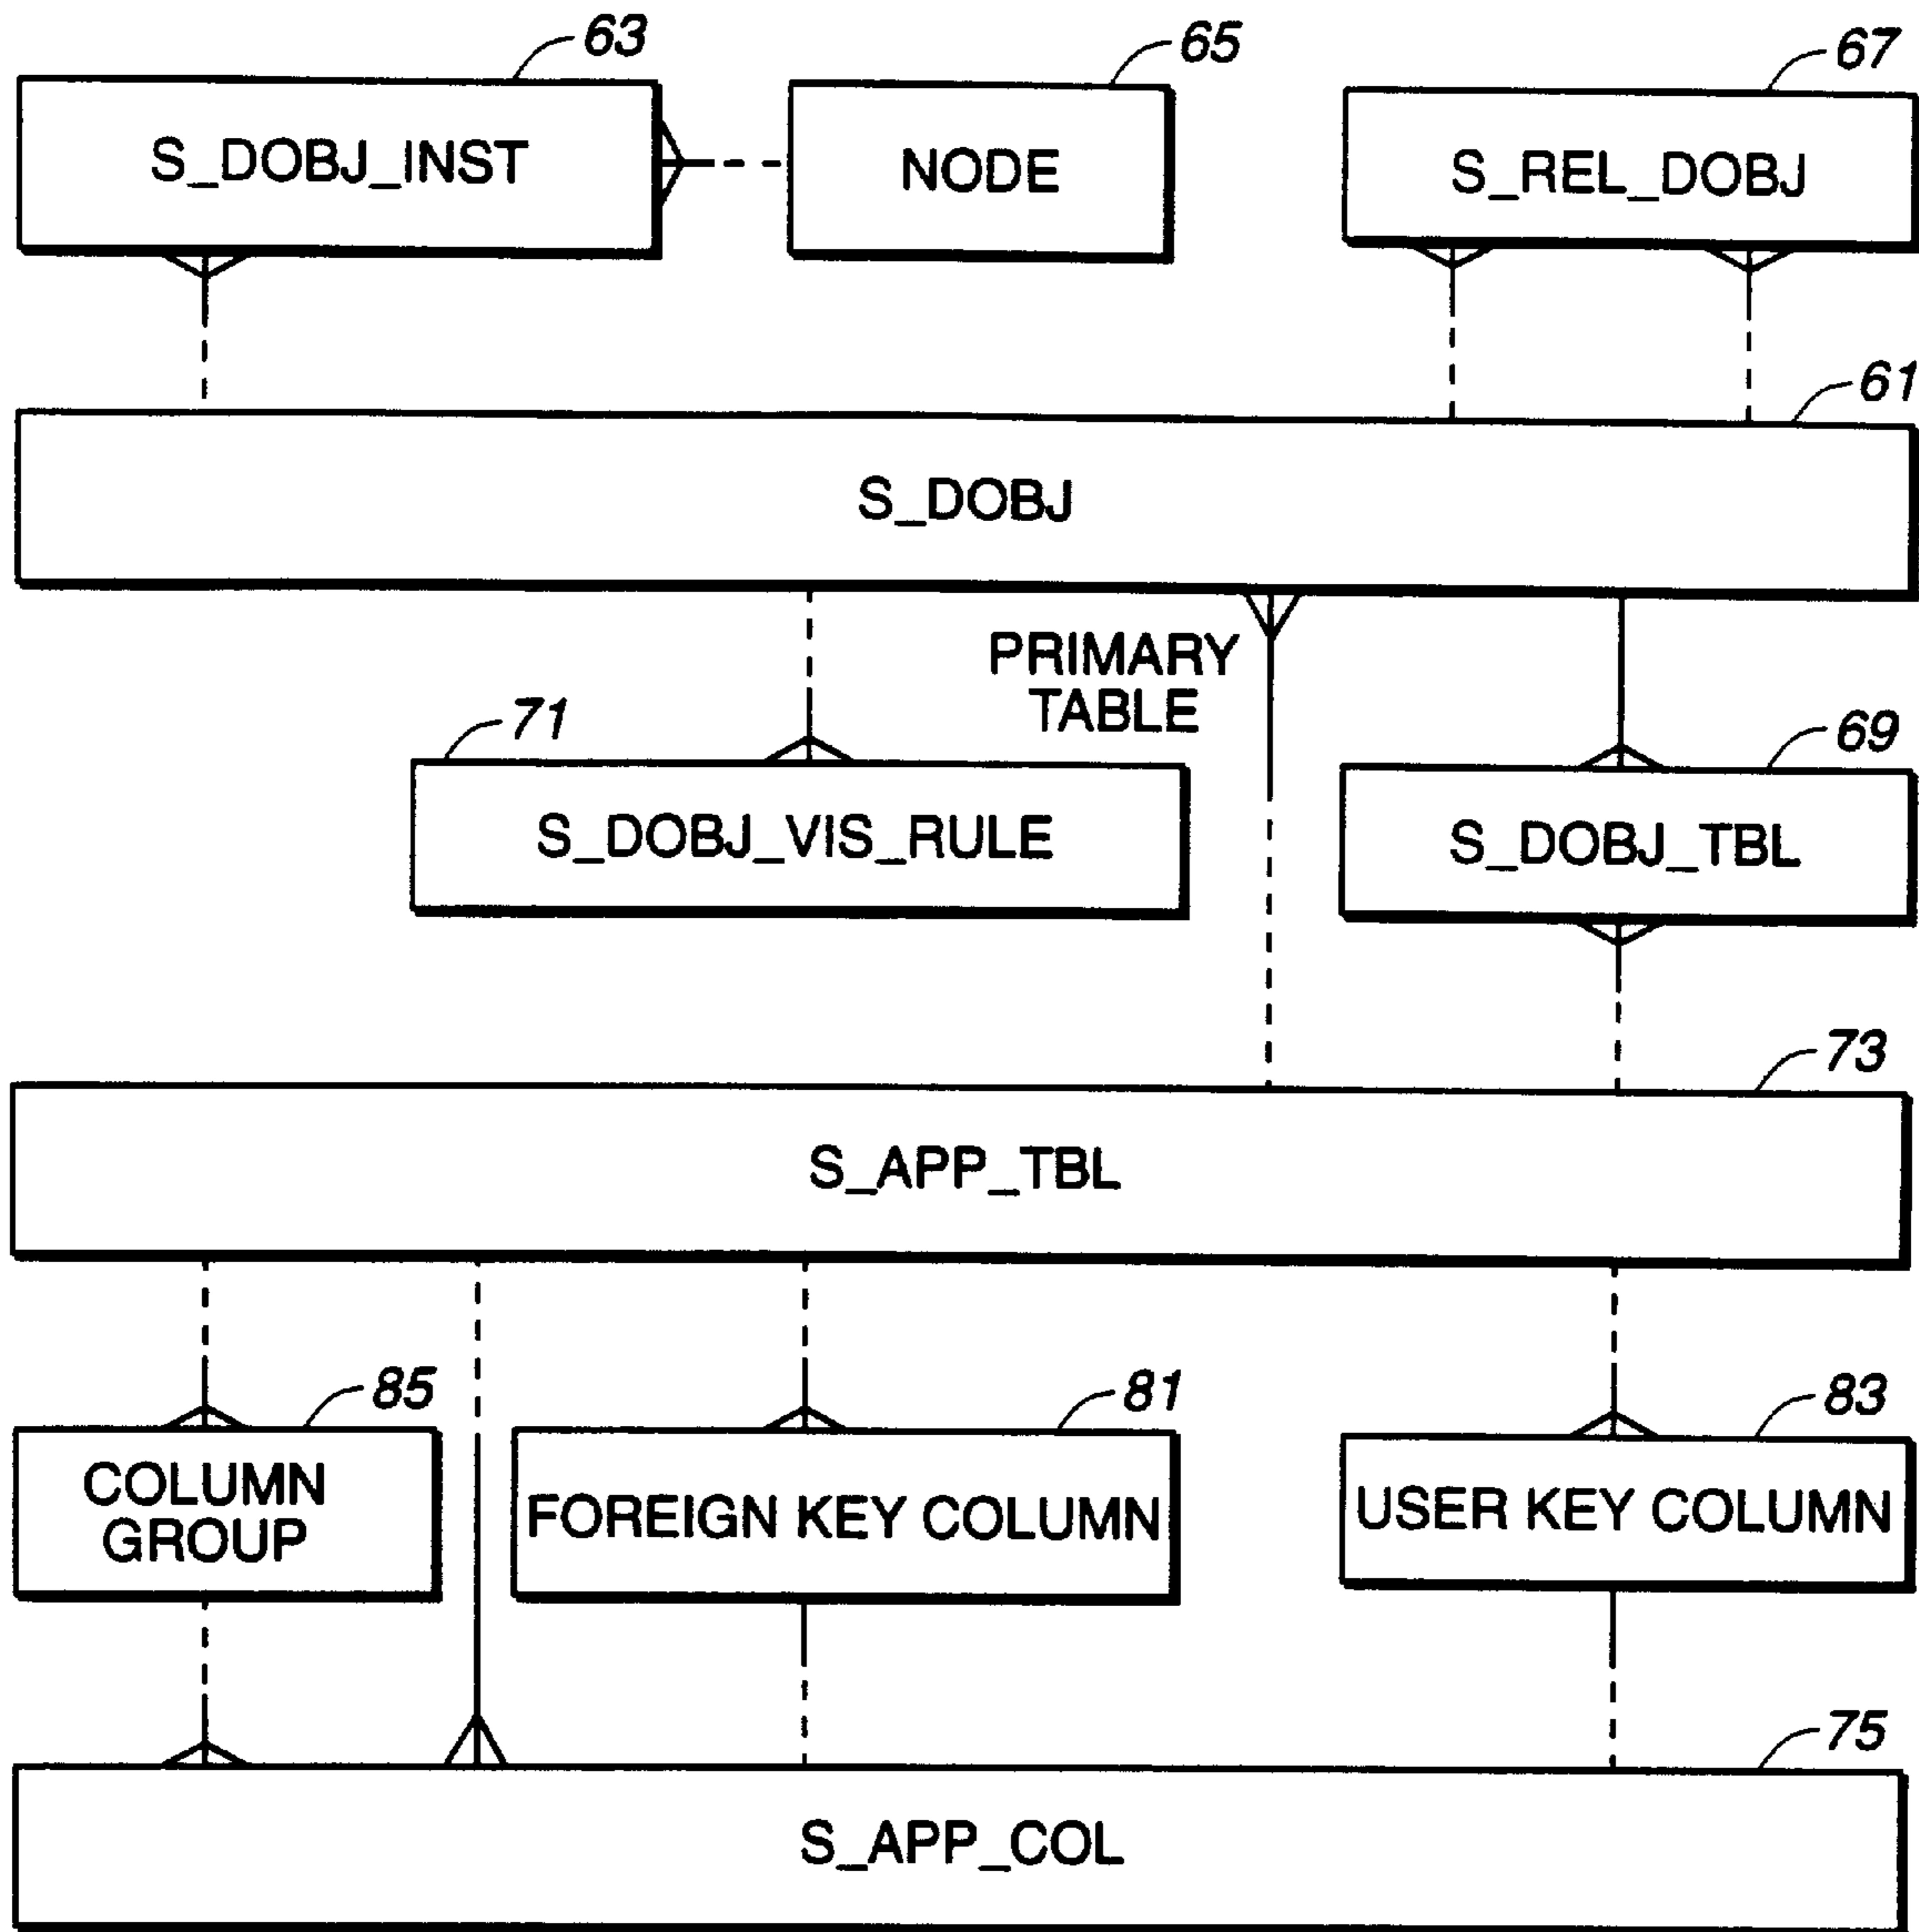 63
65
67
S_DOBJ_INST
NODE
S_REL_DOBJ
61
S_DOBJ
PRIMARY
TABLE
71
69
S_DOBJ_VIS_RULE
S_DOBJ_TBL
73
S_APP_TBL
85
81
83
COLUMN
GROUP
FOREIGN KEY COLUMN
USER KEY COLUMN
75
S_APP_COL